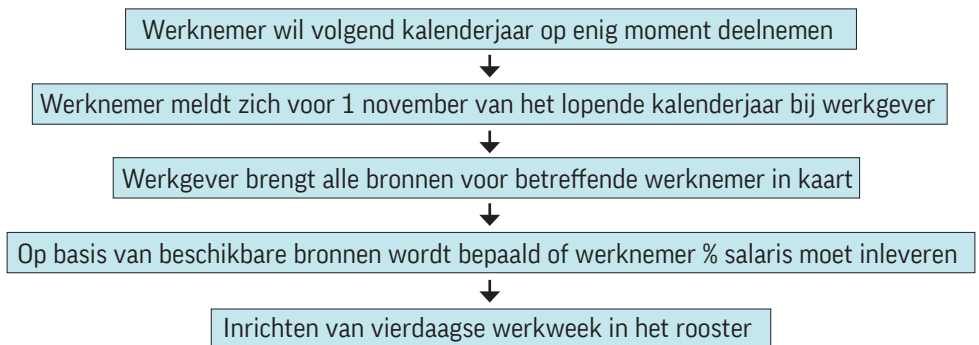 Werknemer wil volgend kalenderjaar op enig moment deelnemen
Werknemer meldt zich voor 1 november van het lopende kalenderjaar bij werkgever
Werkgever brengt alle bronnen voor betreffende werknemer in kaart
Op basis van beschikbare bronnen wordt bepaald of werknemer % salaris moet inleveren
Inrichten van vierdaagse werkweek in het rooster